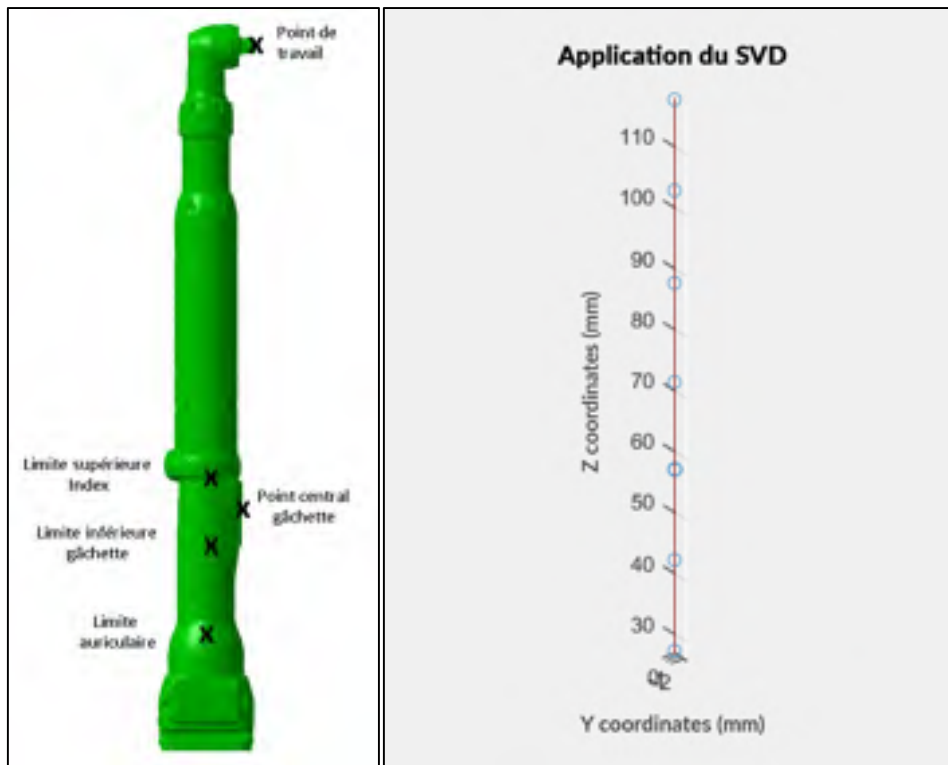 Point de
travail
Limite supérieure
Index
Point central
gâchette
Limite inférieure
gâchette
Limite
auriculaire
Application du SVD
110
100
90
80
70
60
50
40
30
Z coordinates (mm)
Y coordinates (mm)